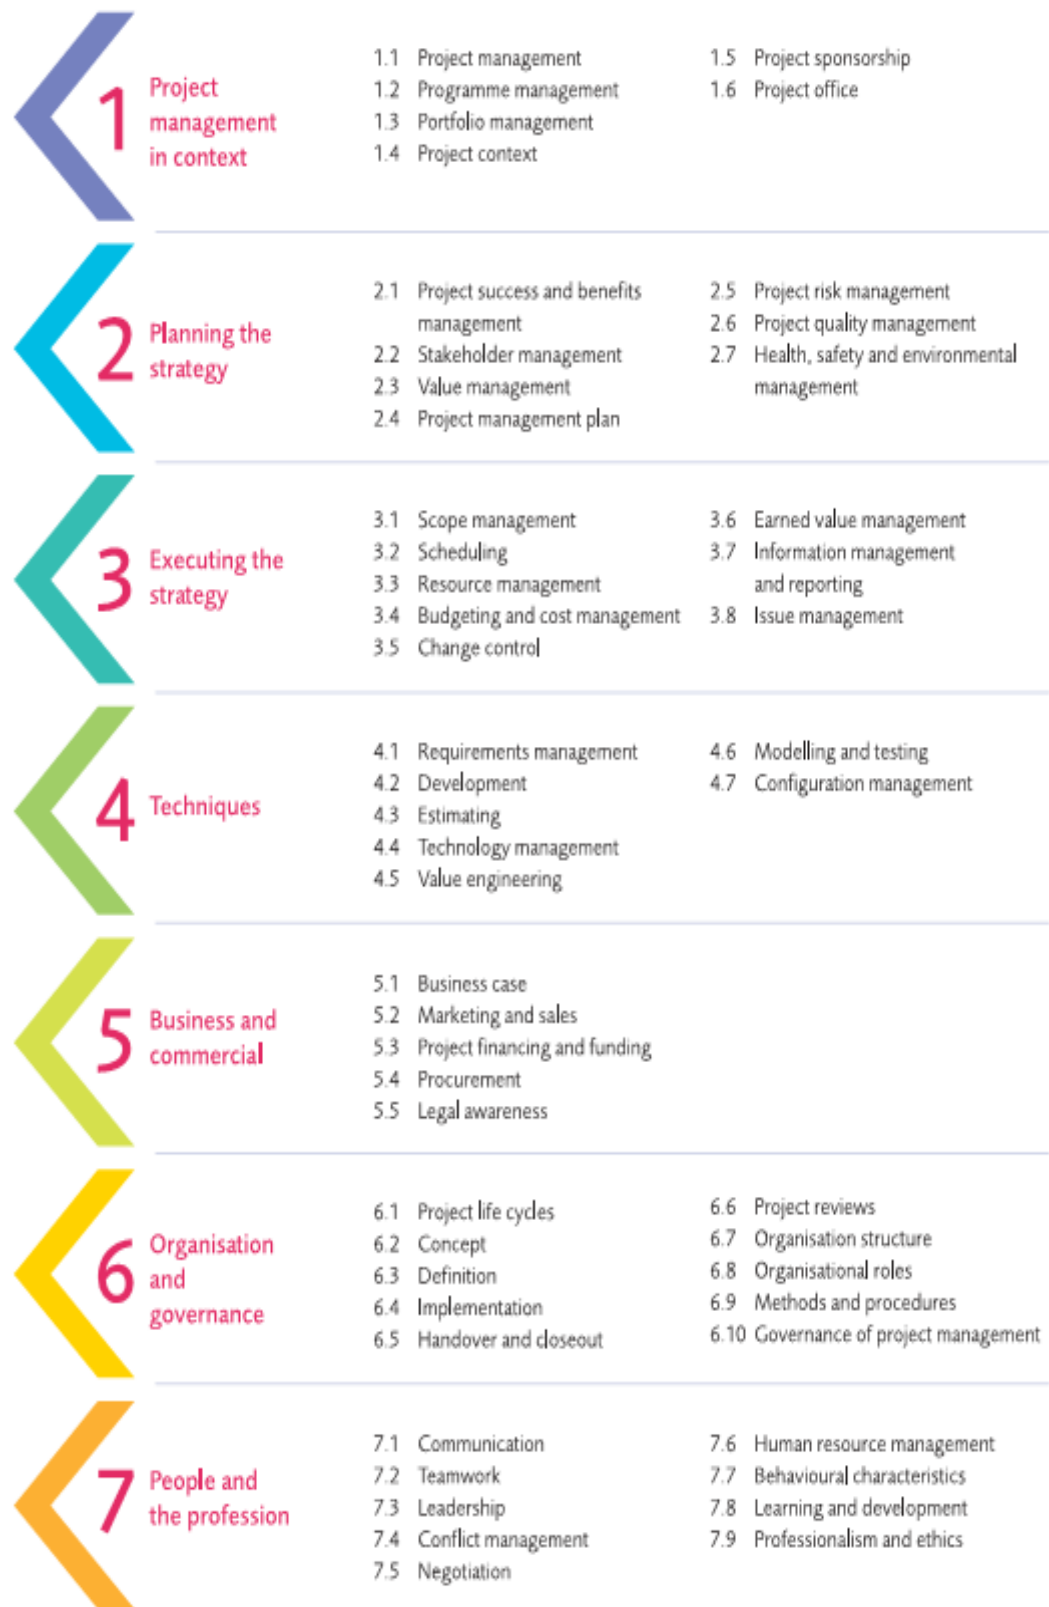 1
Project
management
in context
1.1 Project management
1.2 Programme management
1.3 Portfolio management
1.4 Project context
1.5 Project sponsorship
1.6 Project office
2
Planning the
strategy
2.1 Project success and benefits
management
2.2 Stakeholder management
2.3 Value management
2.4 Project management plan
2.5 Project risk management
2.6 Project quality management
2.7 Health, safety and environmental
management
3
Executing the
strategy
3.1 Scope management
3.2 Scheduling
3.3 Resource management
3.4 Budgeting and cost management
3.5 Change control
3.6 Earned value management
3.7 Information management
and reporting
3.8 Issue management
4
Techniques
4.1 Requirements management
4.2 Development
4.3 Estimating
4.4 Technology management
4.5 Value engineering
4.6 Modelling and testing
4.7 Configuration management
5
Business and
commercial
5.1 Business case
5.2 Marketing and sales
5.3 Project financing and funding
5.4 Procurement
5.5 Legal awareness
6
Organisation
and
governance
6.1 Project life cycles
6.2 Concept
6.3 Definition
6.4 Implementation
6.5 Handover and closeout
6.6 Project reviews
6.7 Organisation structure
6.8 Organisational roles
6.9 Methods and procedures
6.10 Governance of project management
7
People and
the profession
7.1 Communication
7.2 Teamwork
7.3 Leadership
7.4 Conflict management
7.5 Negotiation
7.6 Human resource management
7.7 Behavioural characteristics
7.8 Learning and development
7.9 Professionalism and ethics